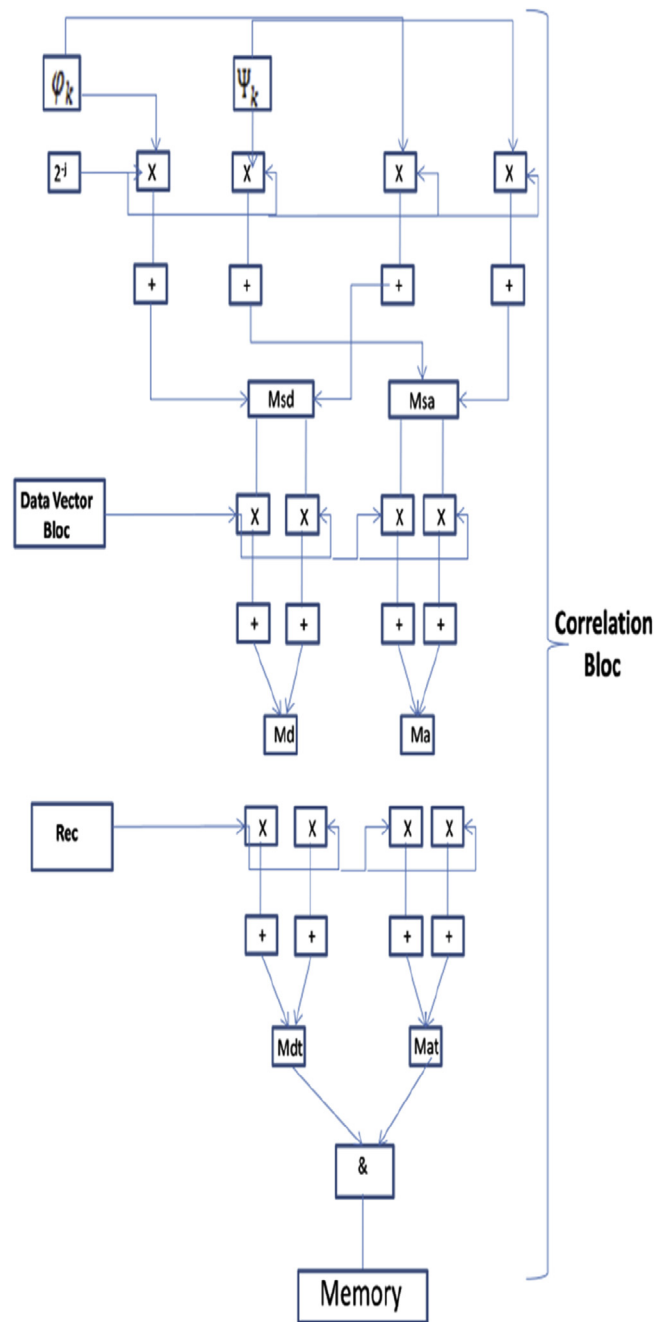 φk
Ψk
2-j
X
X
X
X
+
+
+
+
Msd
Msa
Data Vector
Bloc
X
X
X
X
+
+
+
+
Correlation
Bloc
Md
Ma
Rec
X
X
X
X
+
+
+
+
Mdt
Mat
&
Memory